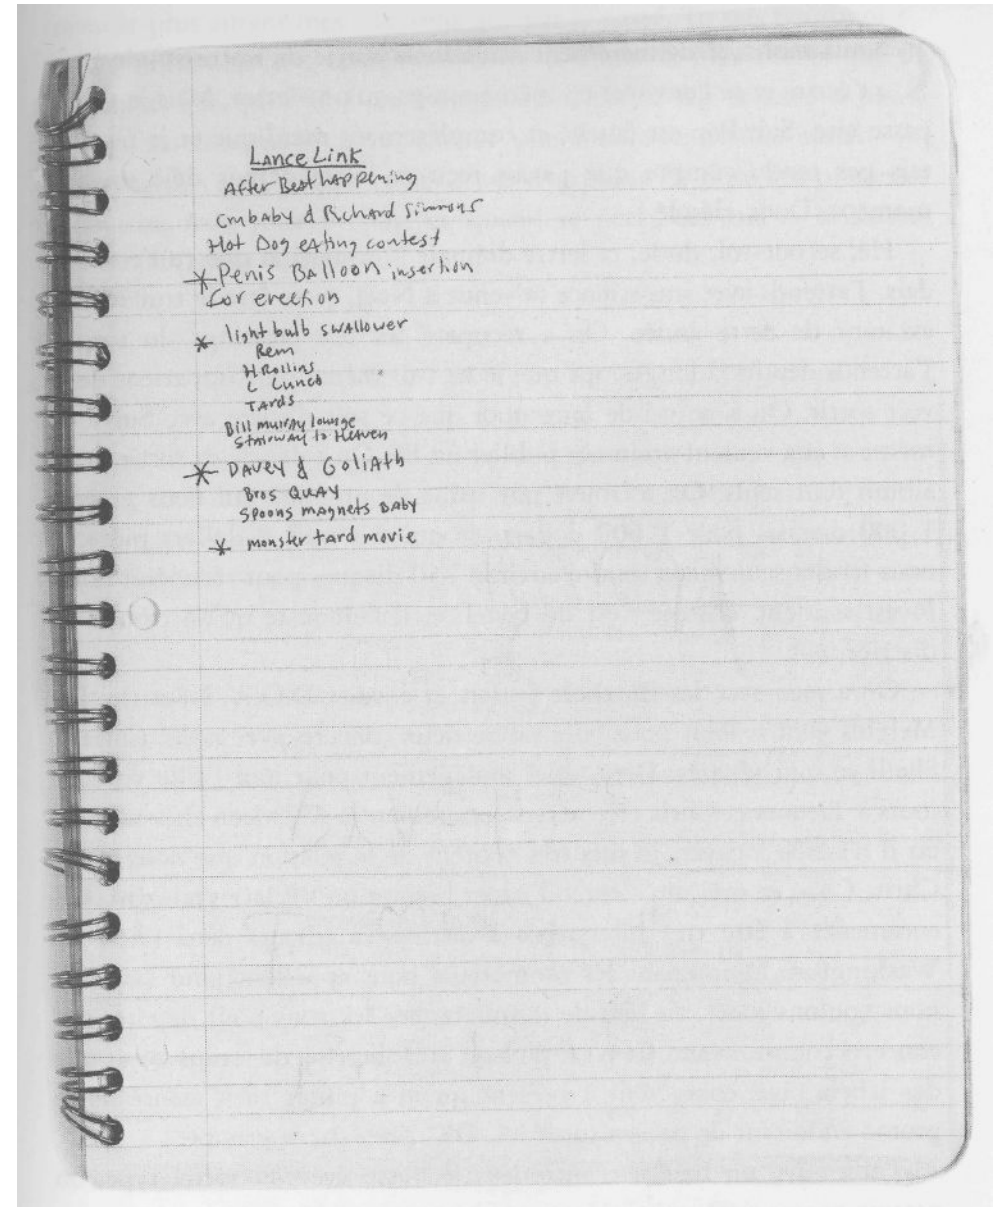 Lance Link
After Best happening
Cmbaby & Richard Simmons
Hot Dog eating contest
* Penis Balloon insertion
for erection
* light bulb swallower
Rem
H Rollins
L Lunch
TARds
Bill murray lounge
Stairway to Heaven
* Davey & Goliath
Bros Quay
Spoons magnets Baby
* monster tard movie